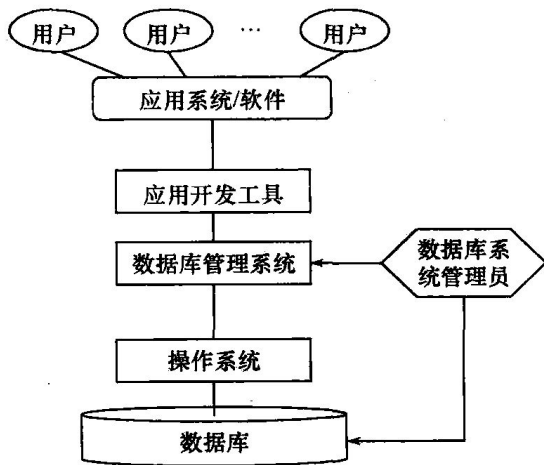 用户 用户 … 用户
应用系统/软件
应用开发工具
数据库管理系统
数据库系
统管理员
操作系统
数据库